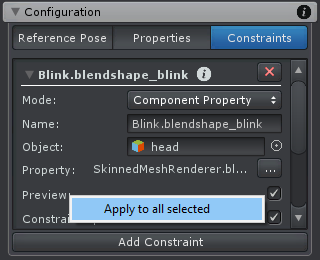 Configuration
Reference Pose Properties Constraints
Blink.blendshape_blink
Mode: Component Property
Name: Blink.blendshape_blink
Object: head
Property: SkinnedMeshRenderer.bl... ...
Preview:
Apply to all selected
Add Constraint